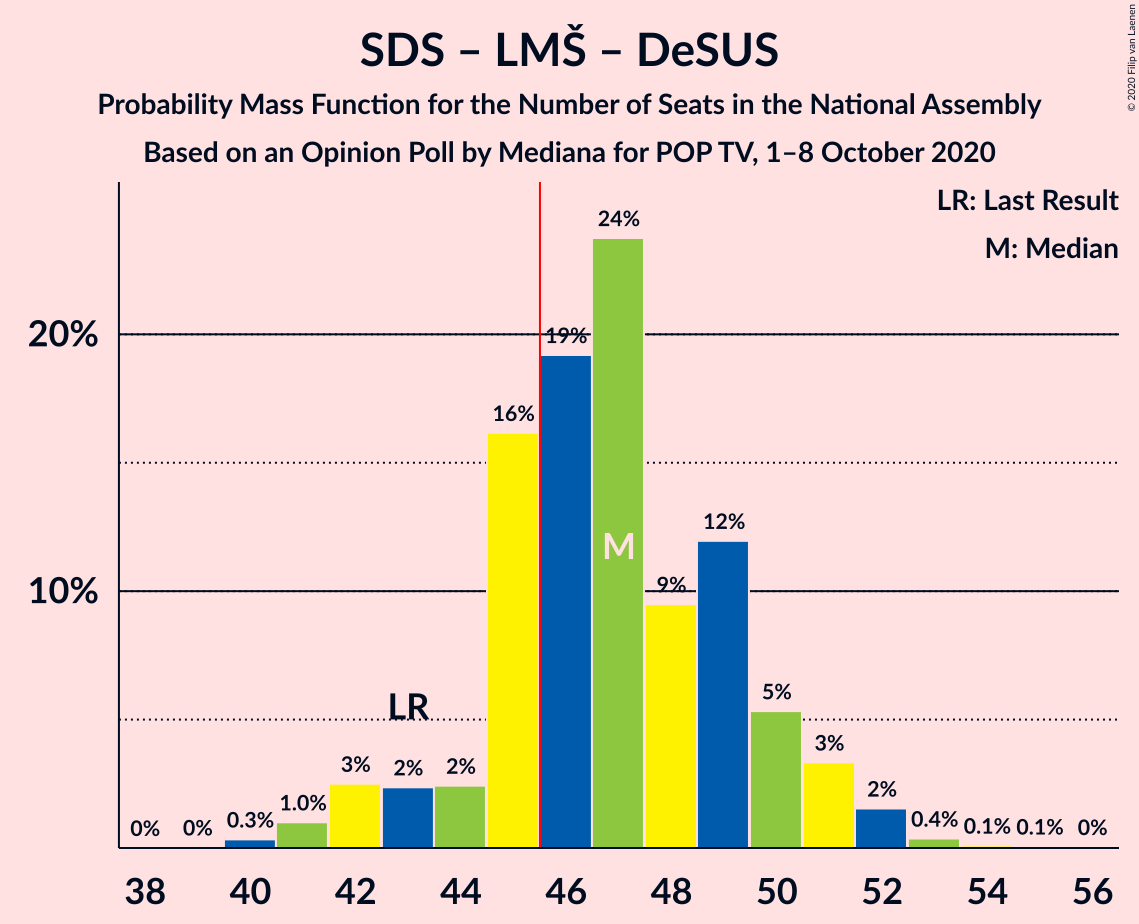 SDS – LMŠ – DeSUS
Probability Mass Function for the Number of Seats in the National Assembly
Based on an Opinion Poll by Mediana for POP TV, 1–8 October 2020
© 2020 Filip van Laenen
LR: Last Result
M: Median
24%
20%
19%
16%
12%
M
10%
9%
LR
5%
3%
2%
2%
3%
2%
0%
0%
0.3%
1.0%
0.4%
0.1%
0.1%
0%
38 40 42 44 46 48 50 52 54 56